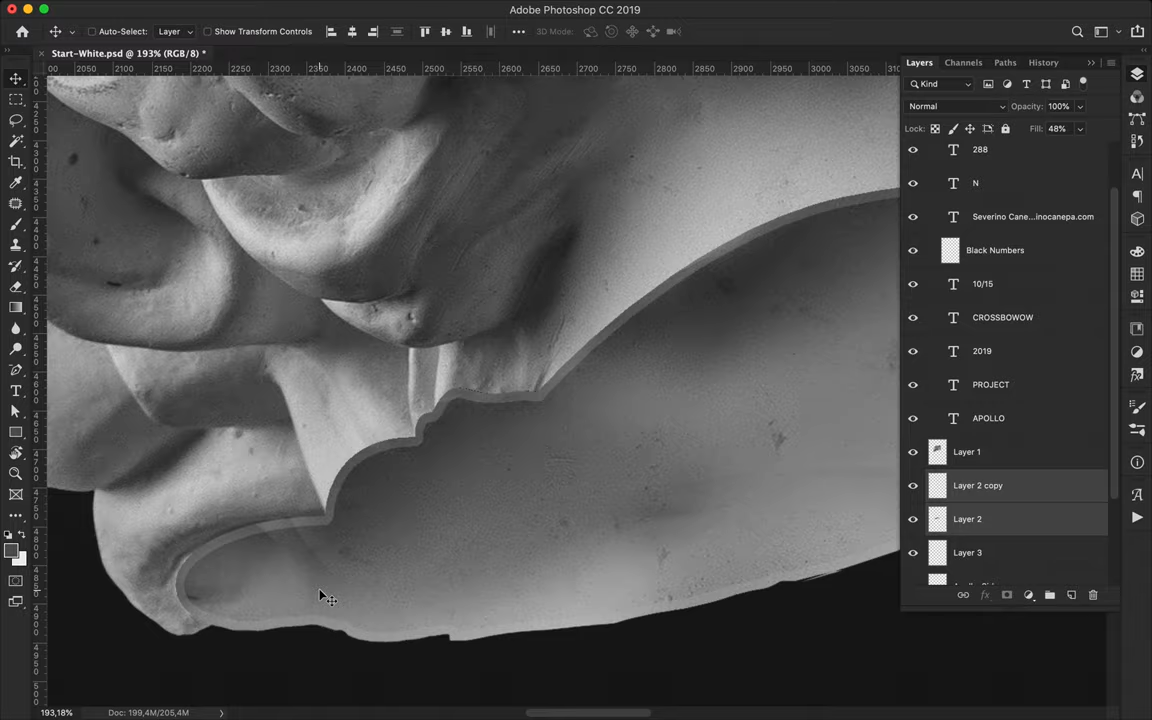 Adobe Photoshop CC 2019
Auto-Select: Layer Show Transform Controls 3D Mode:
Start-White.psd @ 193% (RGB/8) *
00 2050 2100 2150 2200 2250 2300 2350 2400 2450 2500 2550 2600 2650 2700 2750 2800 2850 2900 2950 3000 3050 3100
Layers Channels Paths History
Kind
Normal Opacity: 100%
Lock: Fill: 48%
288
N
Severino Cane...inocanepa.com
Black Numbers
10/15
CROSSBOWOW
2019
PROJECT
APOLLO
Layer 1
Layer 2 copy
Layer 2
Layer 3
193,18% Doc: 199,4M/205,4M